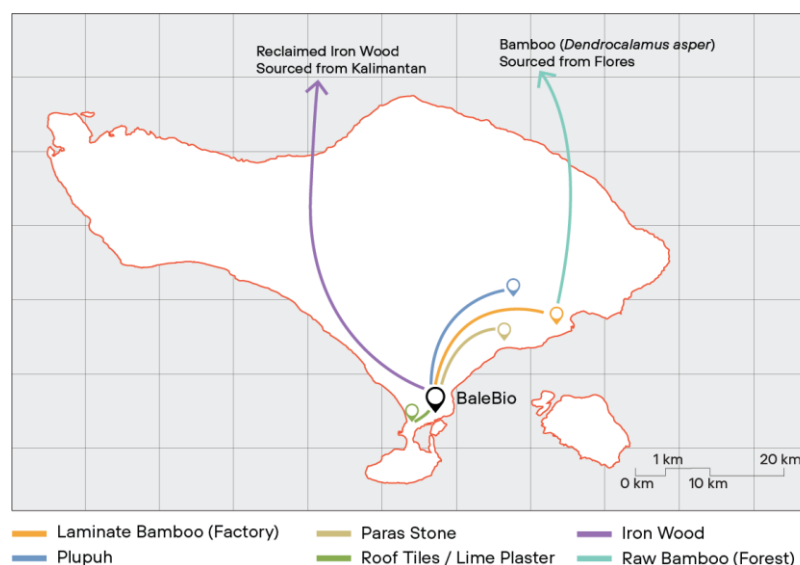 Reclaimed Iron Wood
Sourced from Kalimantan
Bamboo (Dendrocalamus asper)
Sourced from Flores
BaleBio
1 km 20 km
0 km 10 km
Laminate Bamboo (Factory) Paras Stone Iron Wood
Plupuh Roof Tiles / Lime Plaster Raw Bamboo (Forest)